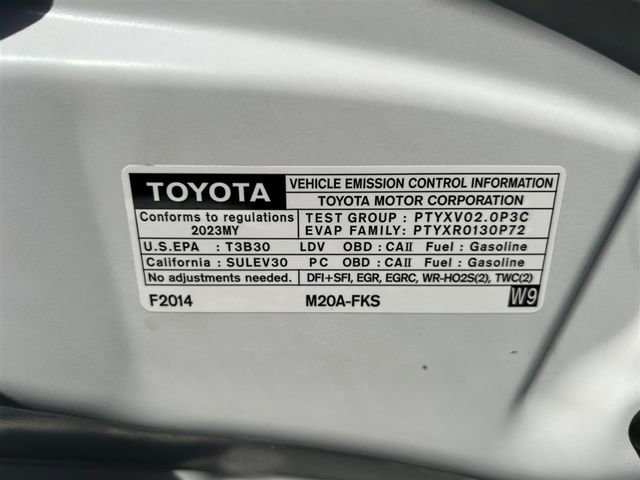 TOYOTA
VEHICLE EMISSION CONTROL INFORMATION
TOYOTA MOTOR CORPORATION
Conforms to regulations
2023MY
TEST GROUP : PTYXV02.0P3C
EVAP FAMILY: PTYXR0130P72
U.S.EPA : T3B30 LDV OBD : CAII Fuel : Gasoline
California : SULEV30 PC OBD : CAII Fuel : Gasoline
No adjustments needed. DFI+SFI, EGR, EGRC, WR-HO2S(2), TWC(2)
F2014 M20A-FKS W9